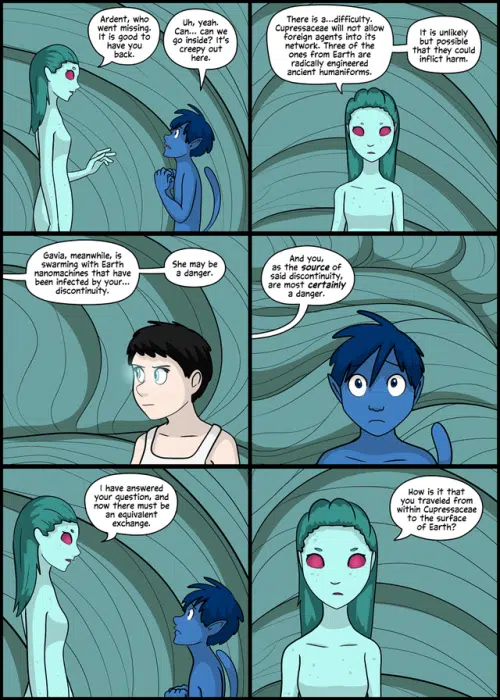 Ardent, who
went missing.
It is good to
have you
back.
Uh, yeah.
Can... can we
go inside? It's
creepy out
here.
There is a...difficulty.
Cupressaceae will not allow
foreign agents into its
network. Three of the
ones from Earth are
radically engineered
ancient humaniforms.
It is unlikely
but possible
that they could
inflict harm.
Gavia, meanwhile, is
swarming with Earth
nanomachines that have
been infected by your...
discontinuity.
She may be
a danger.
And you,
as the source of
said discontinuity,
are most certainly
a danger.
I have answered
your question, and
now there must be
an equivalent
exchange.
How is it that
you traveled from
within Cupressaceae
to the surface
of Earth?